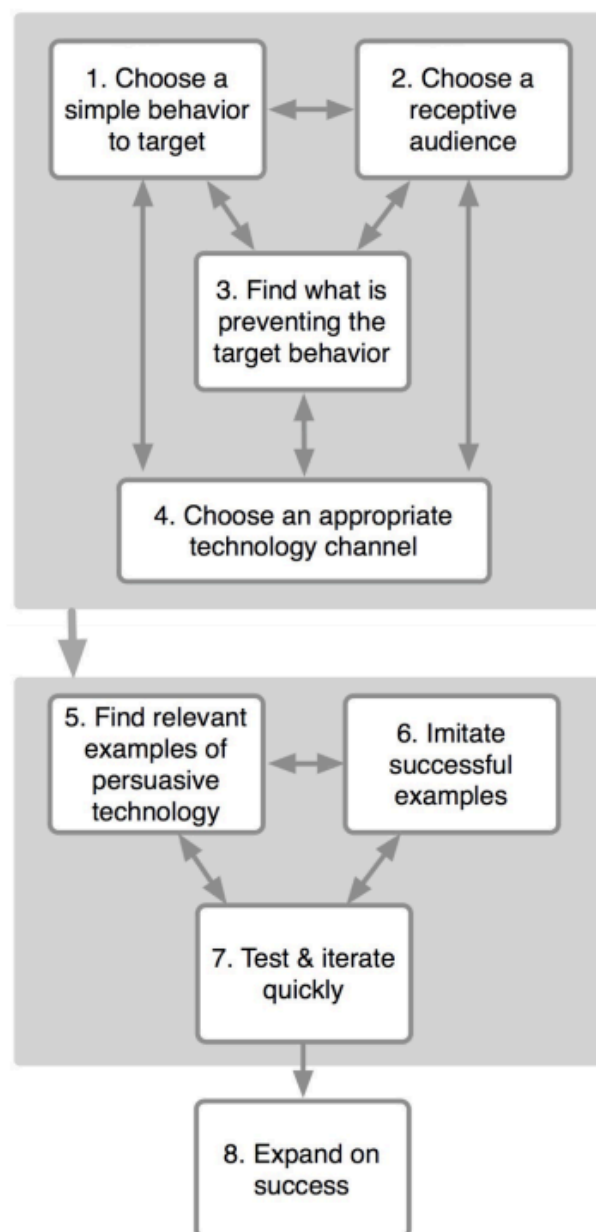 1. Choose a
simple behavior
to target
2. Choose a
receptive
audience
3. Find what is
preventing the
target behavior
4. Choose an appropriate
technology channel
5. Find relevant
examples of
persuasive
technology
6. Imitate
successful
examples
7. Test & iterate
quickly
8. Expand on
success